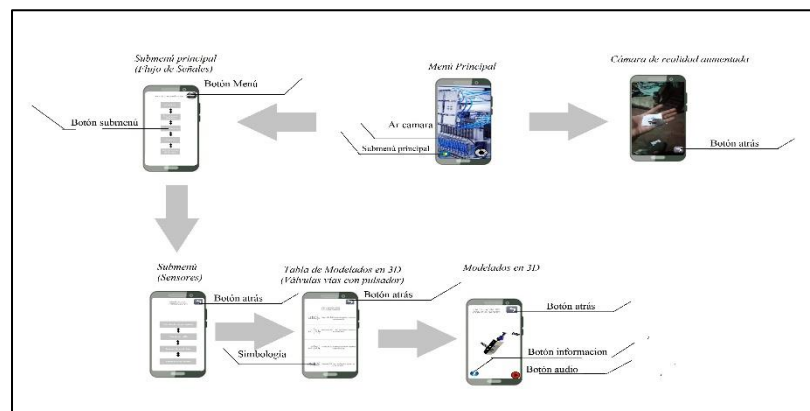 Submenú principal
(Flujo de Señales)
Botón Menú
Botón submenú
Menú Principal
Ar camara
Submenú principal
Cámara de realidad aumentada
Botón atrás
Submenú
(Sensores)
Botón atrás
Tabla de Modelados en 3D
(Válvulas vías con pulsador)
Botón atrás
Simbología
Modelados en 3D
Botón atrás
Botón informacion
Botón audio